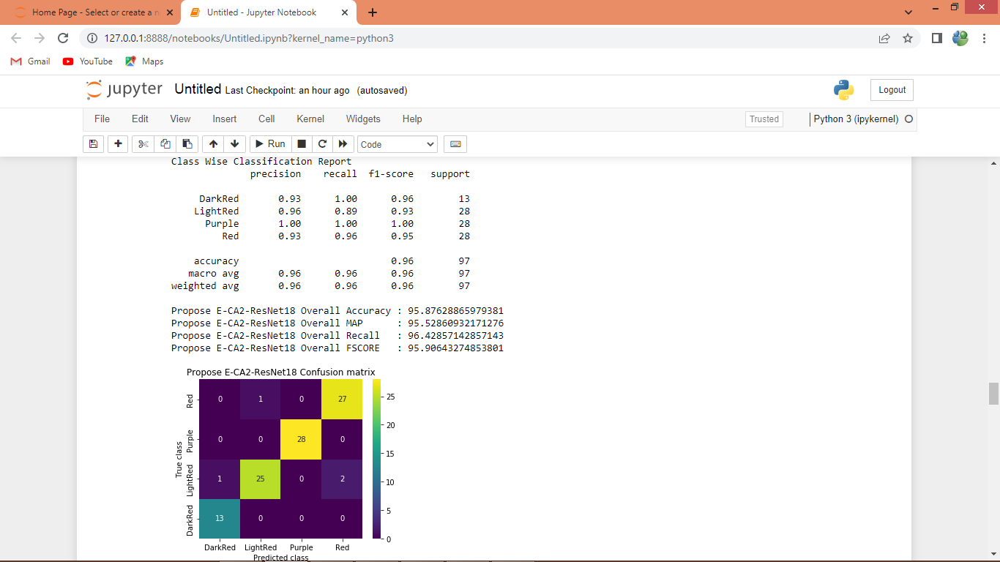 Home Page - Select or create a n
Untitled - Jupyter Notebook
127.0.0.1:8888/notebooks/Untitled.ipynb?kernel_name=python3
Gmail YouTube Maps
jupyter Untitled Last Checkpoint: an hour ago (autosaved) Logout
File Edit View Insert Cell Kernel Widgets Help Trusted Python 3 (ipykernel)
Run Code
Class Wise Classification Report
precision recall f1-score support
DarkRed 0.93 1.00 0.96 13
LightRed 0.96 0.89 0.93 28
Purple 1.00 1.00 1.00 28
Red 0.93 0.96 0.95 28
accuracy 0.96 97
macro avg 0.96 0.96 0.96 97
weighted avg 0.96 0.96 0.96 97
Propose E-CA2-ResNet18 Overall Accuracy : 95.87628865979381
Propose E-CA2-ResNet18 Overall MAP : 95.52860932171276
Propose E-CA2-ResNet18 Overall Recall : 96.42857142857143
Propose E-CA2-ResNet18 Overall FSCORE : 95.90643274853801
Propose E-CA2-ResNet18 Confusion matrix
True class
Red 0 1 0 27
Purple 0 0 28 0
LightRed 1 25 0 2
DarkRed 13 0 0 0
DarkRed LightRed Purple Red
Predicted class
25
20
15
10
5
0